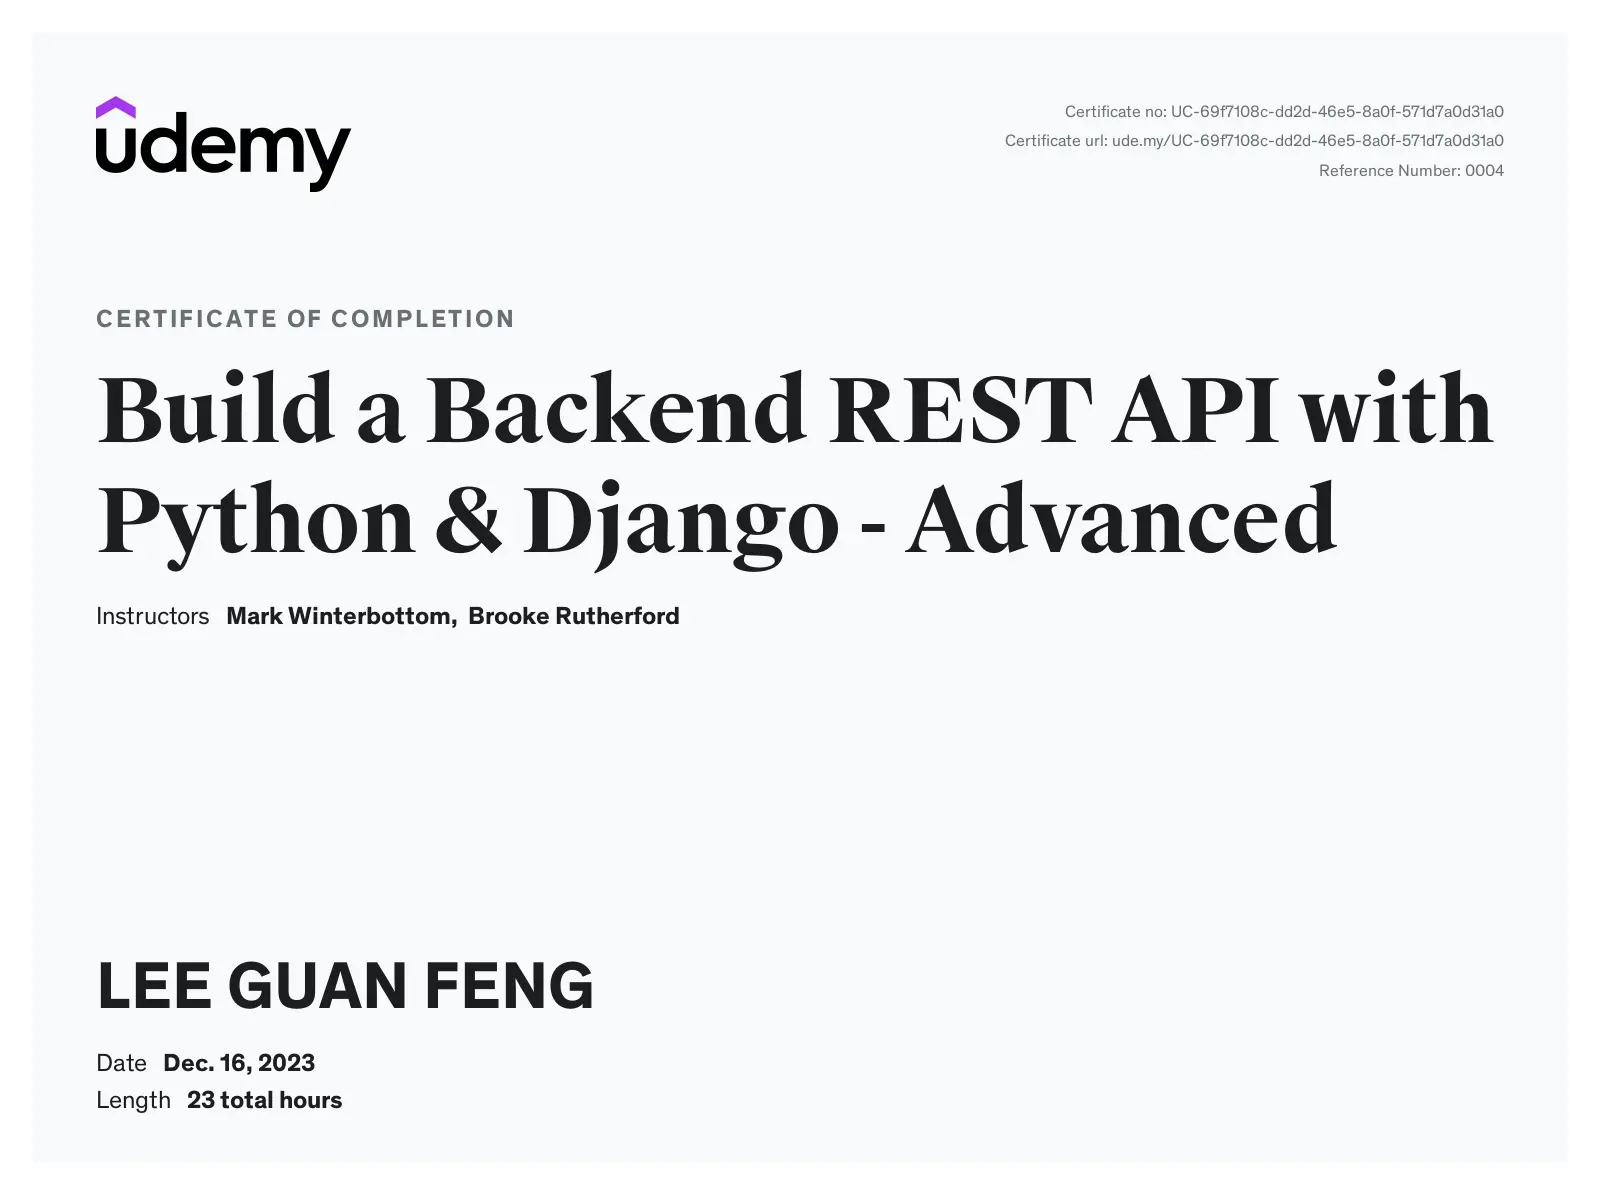 udemy
Certificate no: UC-69f7108c-dd2d-46e5-8a0f-571d7a0d31a0
Certificate url: ude.my/UC-69f7108c-dd2d-46e5-8a0f-571d7a0d31a0
Reference Number: 0004
CERTIFICATE OF COMPLETION
Build a Backend REST API with
Python & Django - Advanced
Instructors Mark Winterbottom, Brooke Rutherford
LEE GUAN FENG
Date Dec. 16, 2023
Length 23 total hours